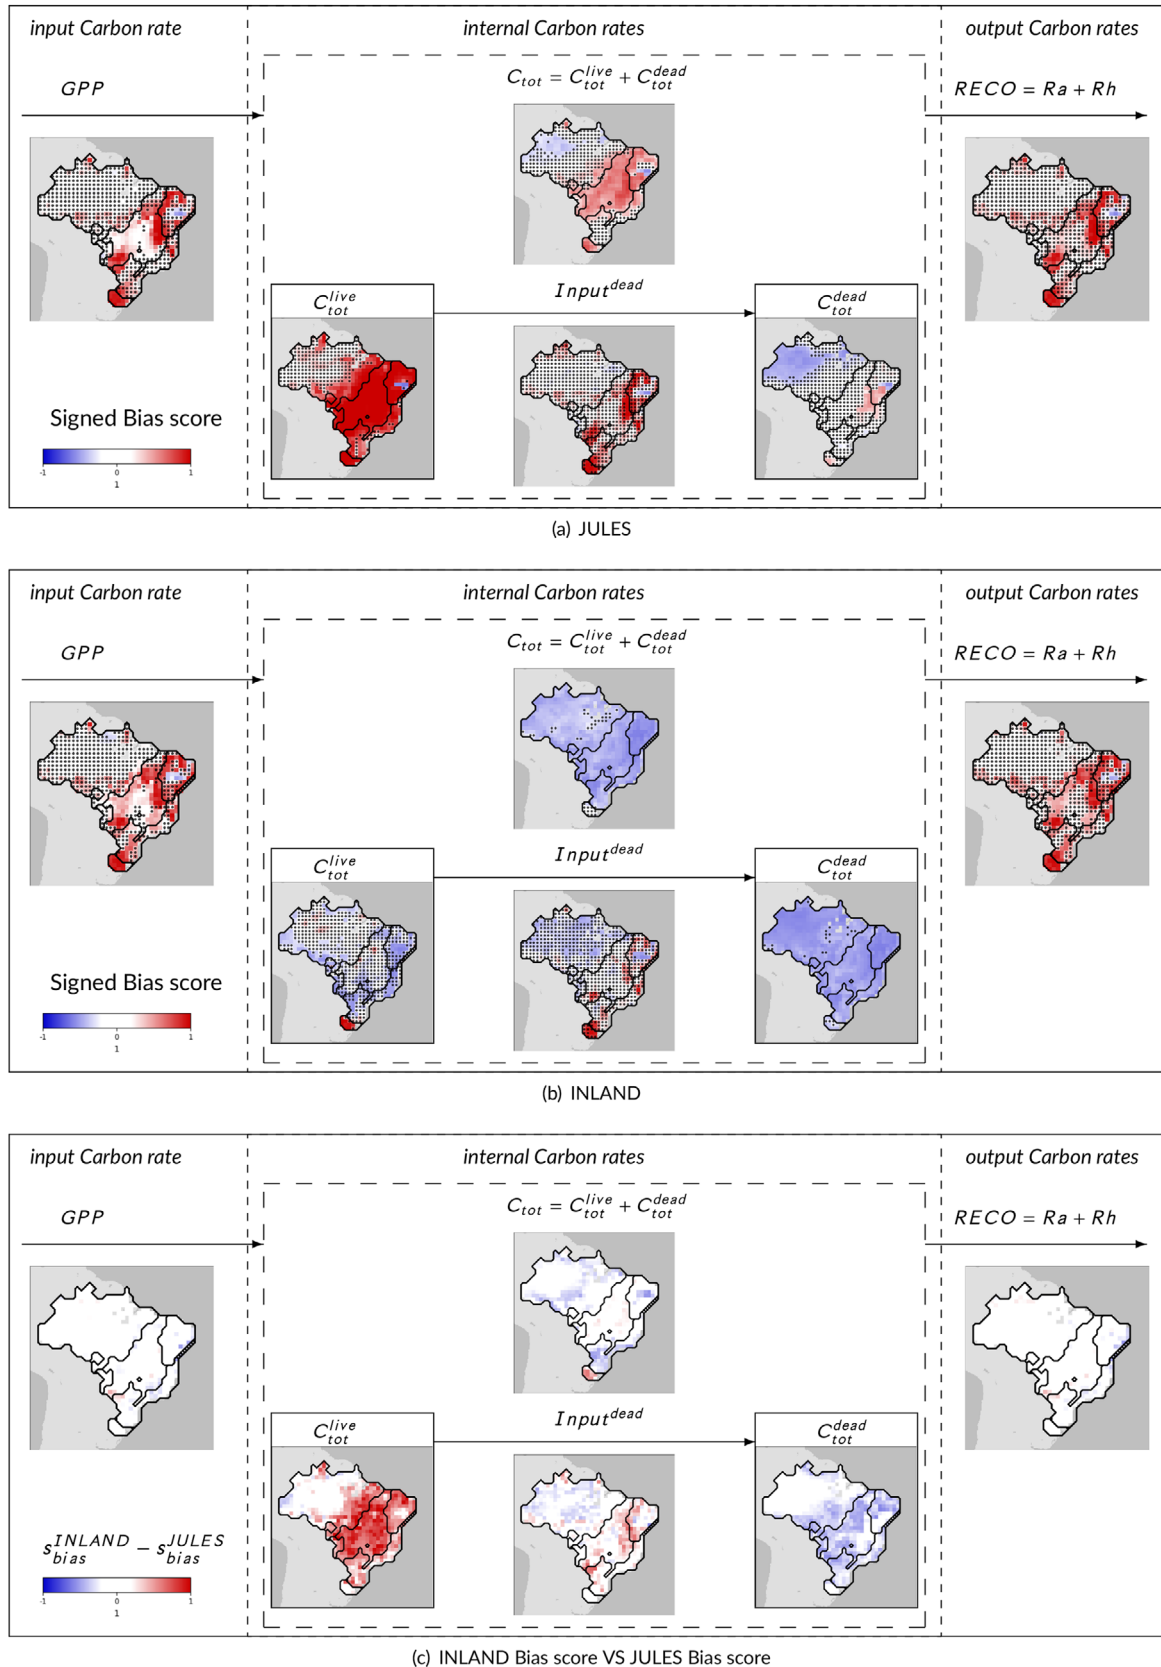 input Carbon rate internal Carbon rates output Carbon rates
GPP C_tot = C_tot^live + C_tot^dead RECO = Ra + Rh
C_tot^live Input^dead C_tot^dead
Signed Bias score
-1 0 1
1
(a) JULES
input Carbon rate internal Carbon rates output Carbon rates
GPP C_tot = C_tot^live + C_tot^dead RECO = Ra + Rh
C_tot^live Input^dead C_tot^dead
Signed Bias score
-1 0 1
1
(b) INLAND
input Carbon rate internal Carbon rates output Carbon rates
GPP C_tot = C_tot^live + C_tot^dead RECO = Ra + Rh
C_tot^live Input^dead C_tot^dead
s_bias^INLAND − s_bias^JULES
-1 0 1
1
(c) INLAND Bias score VS JULES Bias score